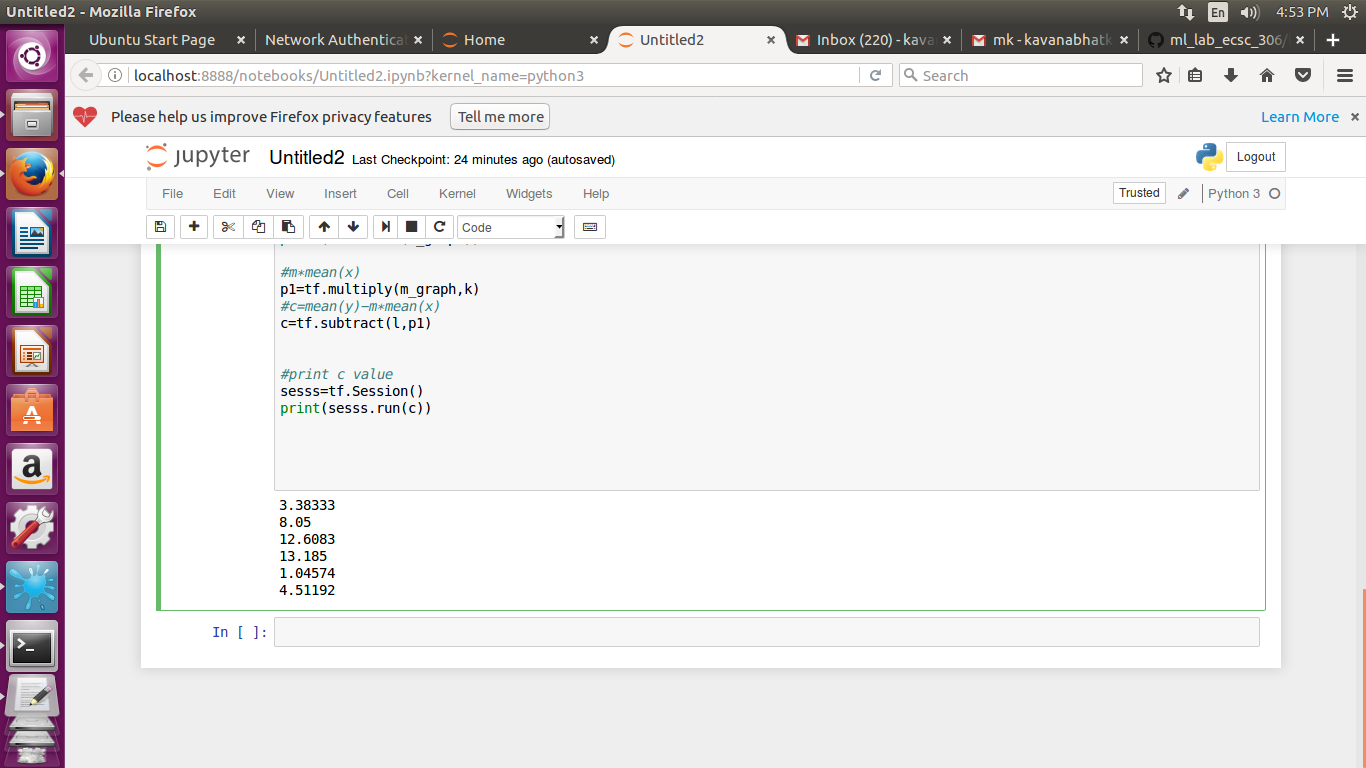 Untitled2 - Mozilla Firefox
En
4:53 PM
Ubuntu Start Page
Network Authenticat
Home
Untitled2
Inbox (220) - kava
mk - kavanabhatk
ml_lab_ecsc_306/
localhost:8888/notebooks/Untitled2.ipynb?kernel_name=python3
Search
Please help us improve Firefox privacy features
Tell me more
Learn More
jupyter
Untitled2
Last Checkpoint: 24 minutes ago (autosaved)
Logout
File
Edit
View
Insert
Cell
Kernel
Widgets
Help
Trusted
Python 3
Code
#m*mean(x)
p1=tf.multiply(m_graph,k)
#c=mean(y)-m*mean(x)
c=tf.subtract(l,p1)
#print c value
sesss=tf.Session()
print(sesss.run(c))
3.38333
8.05
12.6083
13.185
1.04574
4.51192
In [ ]: